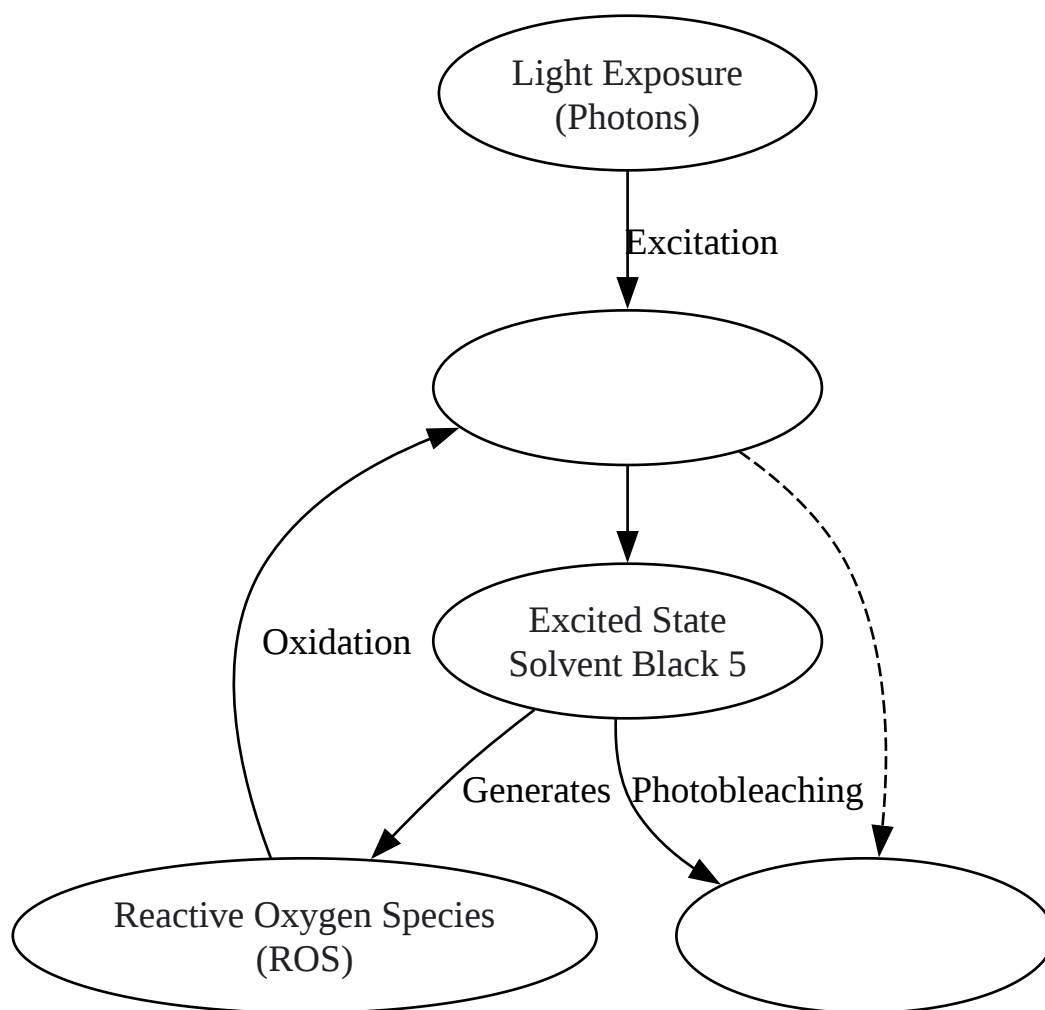 Light Exposure
(Photons)
Excitation
Excited State
Solvent Black 5
Oxidation
Generates
Photobleaching
Reactive Oxygen Species
(ROS)